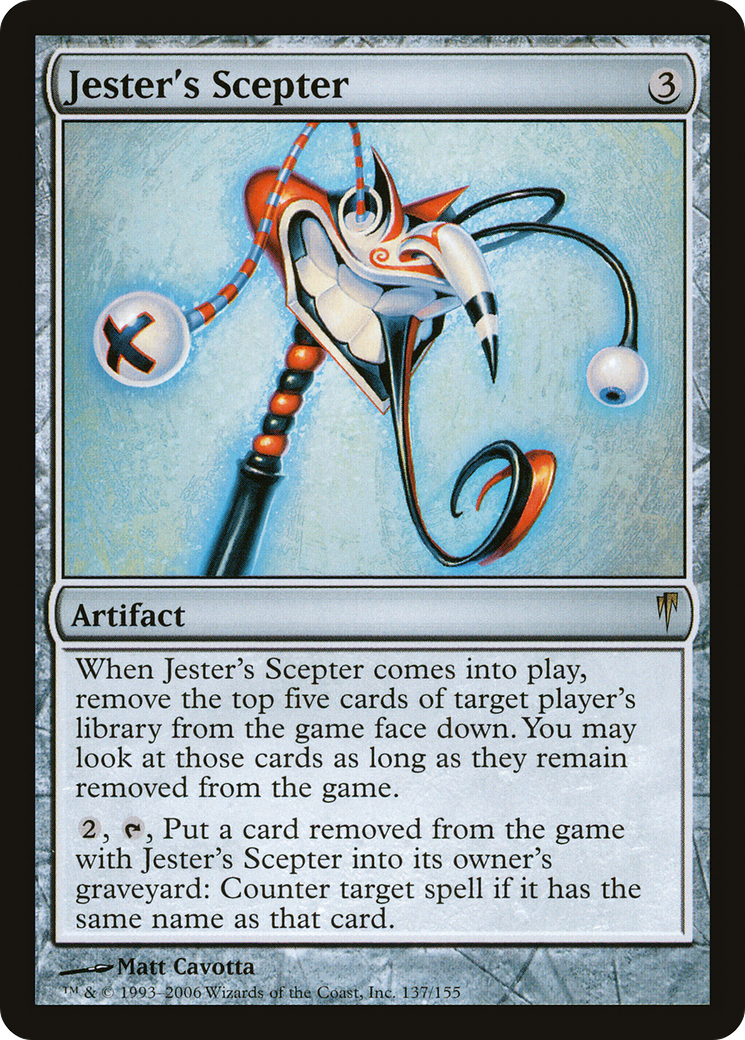 Jester's Scepter 3
X
Artifact
When Jester's Scepter comes into play,
remove the top five cards of target player's
library from the game face down. You may
look at those cards as long as they remain
removed from the game.
2, , Put a card removed from the game
with Jester's Scepter into its owner's
graveyard: Counter target spell if it has the
same name as that card.
Matt Cavotta
™ & © 1993–2006 Wizards of the Coast, Inc. 137/155